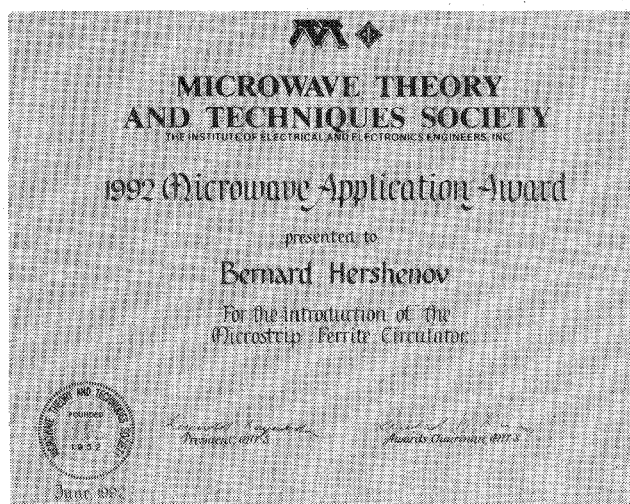 MICROWAVE THEORY
AND TECHNIQUES SOCIETY
THE INSTITUTE OF ELECTRICAL AND ELECTRONICS ENGINEERS, INC.
1992 Microwave Application Award
presented to
Bernard Hershenov
For the introduction of the
Microstrip Ferrite Circulator.
MICROWAVE THEORY AND TECHNIQUES SOCIETY
FOUNDED
1952
President, MTT-S
Awards Chairman, MTT-S
June 1992